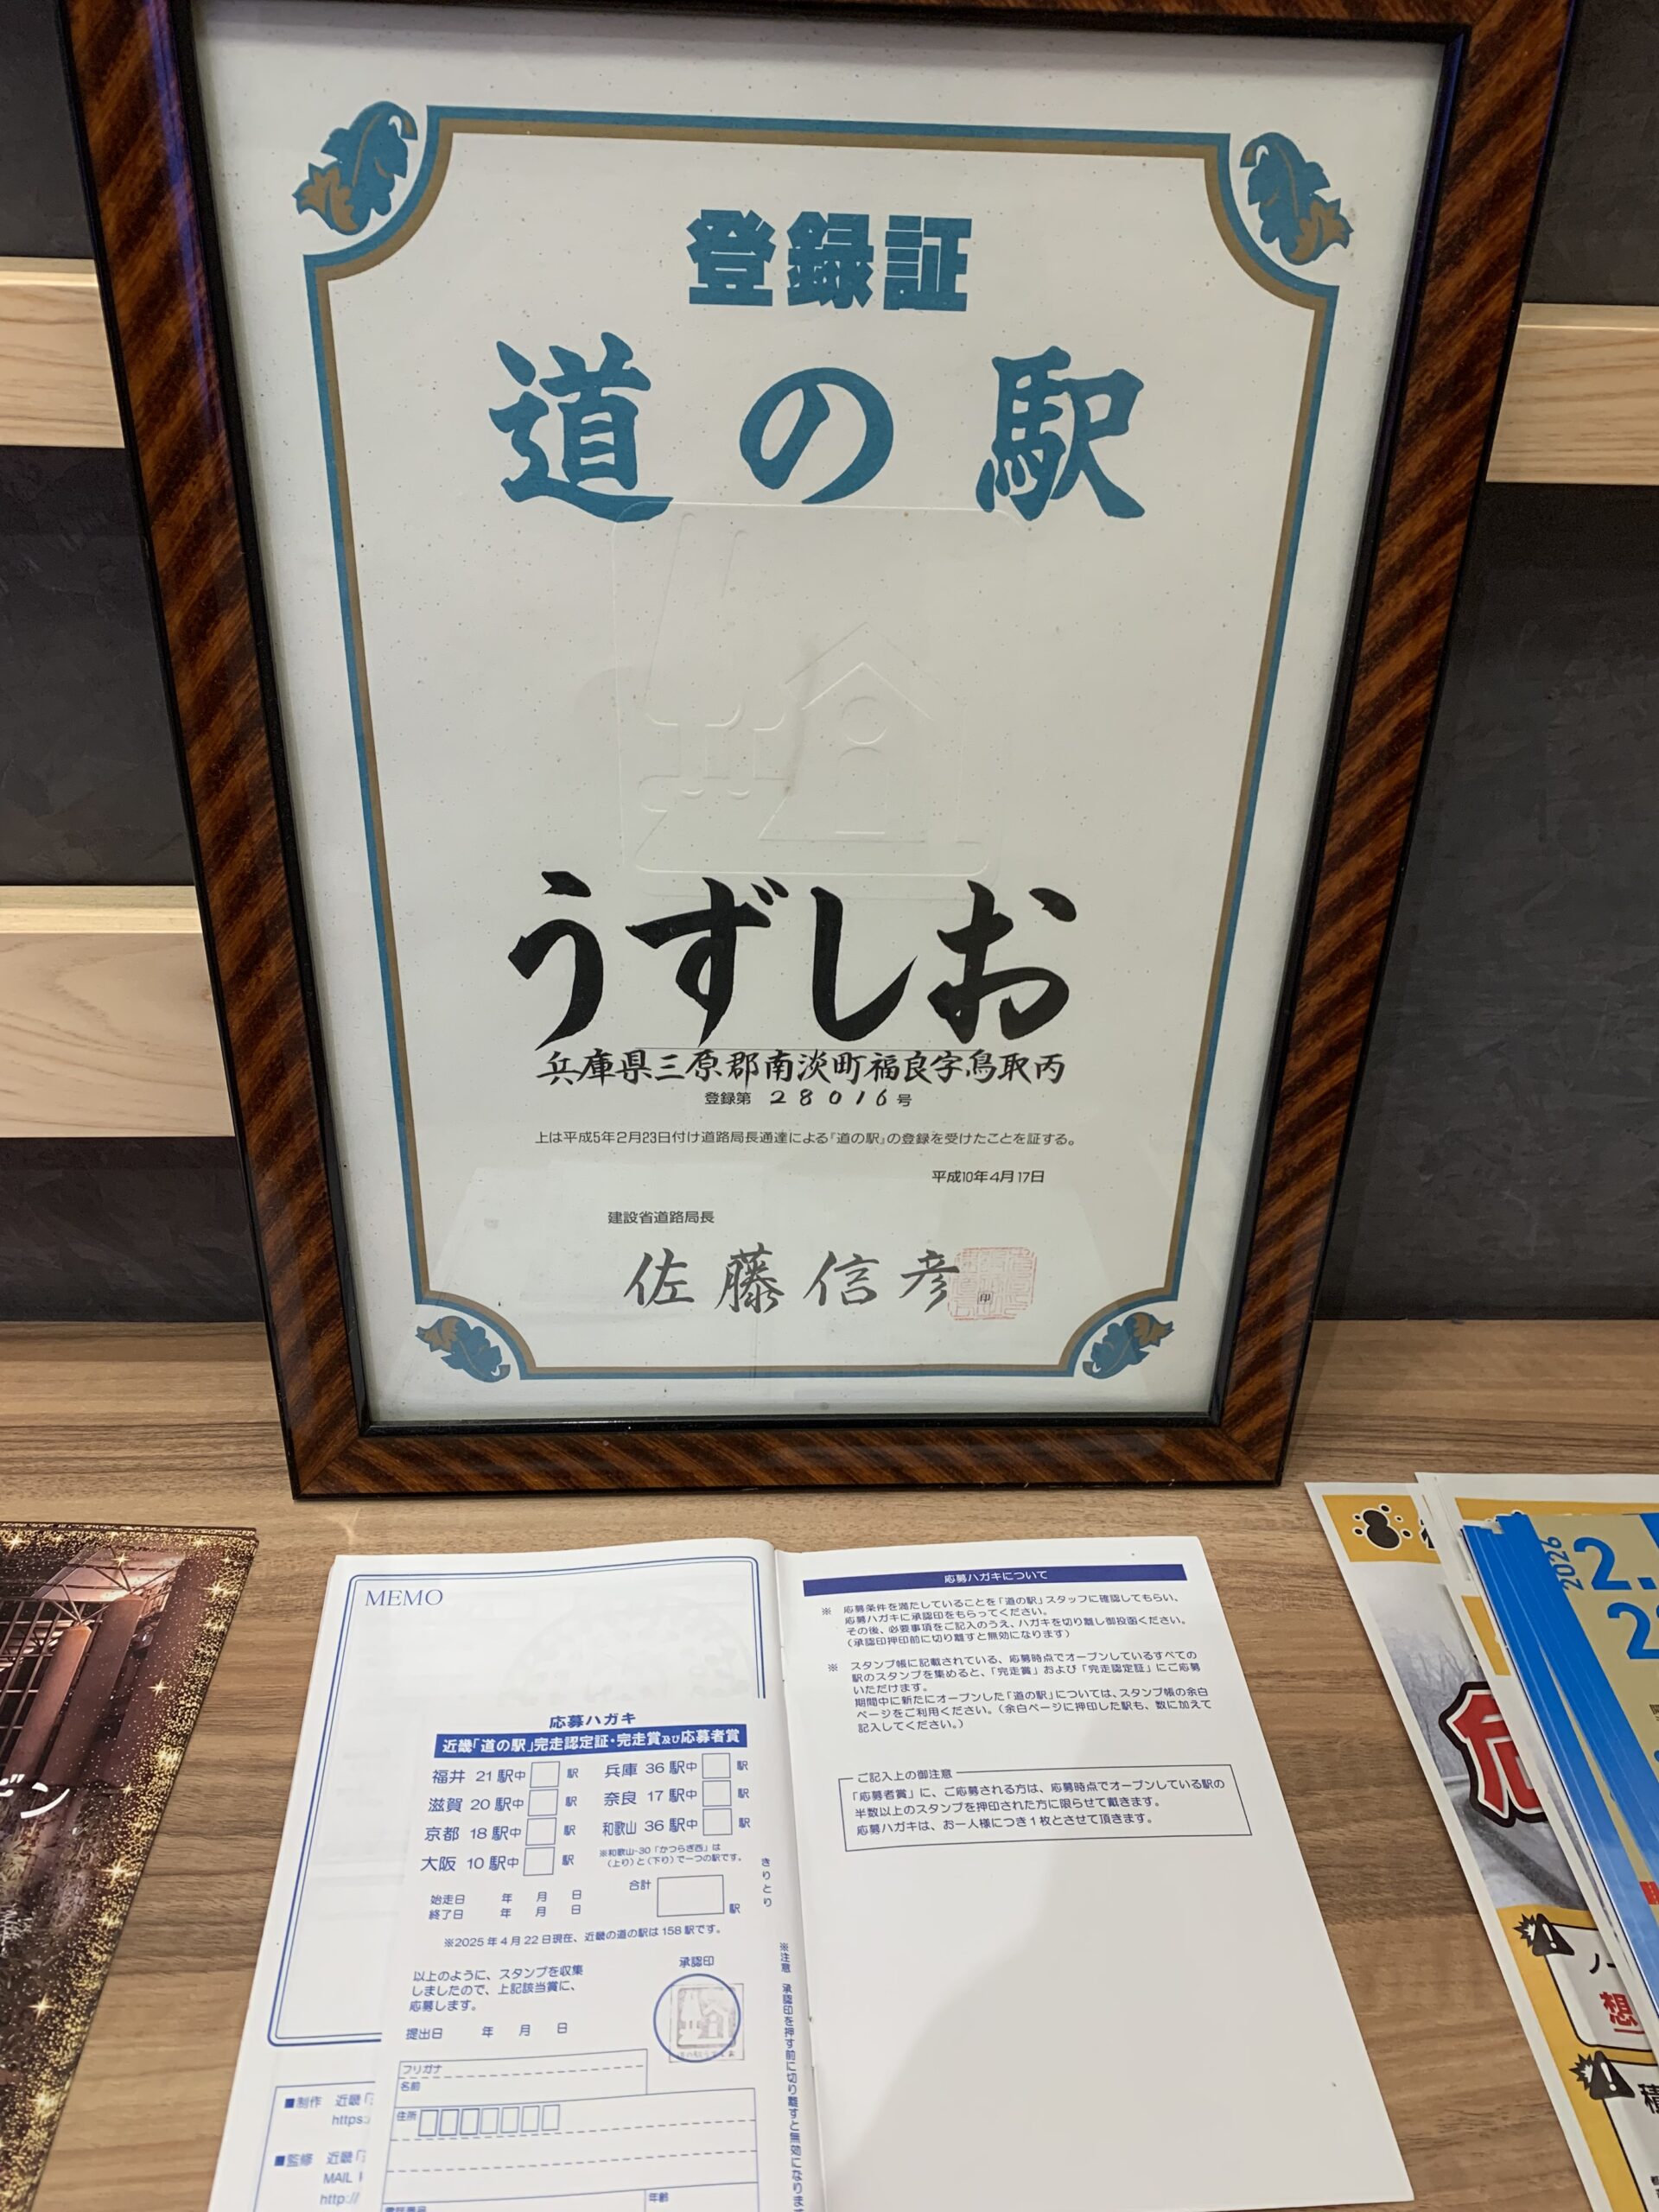 登録証
道の駅
うずしお
兵庫県三原郡南淡町福良字鳥取丙
登録第 28016号
上は平成5年2月23日付け道路局長通達による『道の駅』の登録を受けたことを証する。
平成10年4月17日
建設省道路局長
佐藤信彦
印
MEMO
応募ハガキ
近畿「道の駅」完走認定証・完走賞及び応募者賞
福井 21 駅中 駅
滋賀 20 駅中 駅
京都 18 駅中 駅
大阪 10 駅中 駅
兵庫 36 駅中 駅
奈良 17 駅中 駅
和歌山 36 駅中 駅
※和歌山-30「かつらぎ西」は
(上り)と(下り)で一つの駅です。
始走日 年 月 日
終了日 年 月 日
合計 駅
※2025年4月22日現在、近畿の道の駅は158駅です。
以上のように、スタンプを収集
しましたので、上記該当賞に、
応募します。
提出日 年 月 日
承認印
フリガナ
名前
住所
年齢
きりとり
※注意 承認印を押す前に切り離すと無効になります
■制作 近畿「
https:
■監修 近畿「
MAIL
http://
応募ハガキについて
※ 応募条件を満たしていることを「道の駅」スタッフに確認してもらい、
応募ハガキに承認印をもらってください。
その後、必要事項をご記入のうえ、ハガキを切り離し御投函ください。
(承認印押印前に切り離すと無効になります)
※ スタンプ帳に記載されている、応募時点でオープンしているすべての
駅のスタンプを集めると、「完走賞」および「完走認定証」にご応募
いただけます。
期間中に新たにオープンした「道の駅」については、スタンプ帳の余白
ページをご利用ください。(余白ページに押印した駅も、数に加えて
記入してください。)
ご記入上の御注意
「応募者賞」に、ご応募される方は、応募時点でオープンしている駅の
半数以上のスタンプを押印された方に限らせて戴きます。
応募ハガキは、お一人様につき1枚とさせて頂きます。
2026
2.
2
危
ノー
想
積